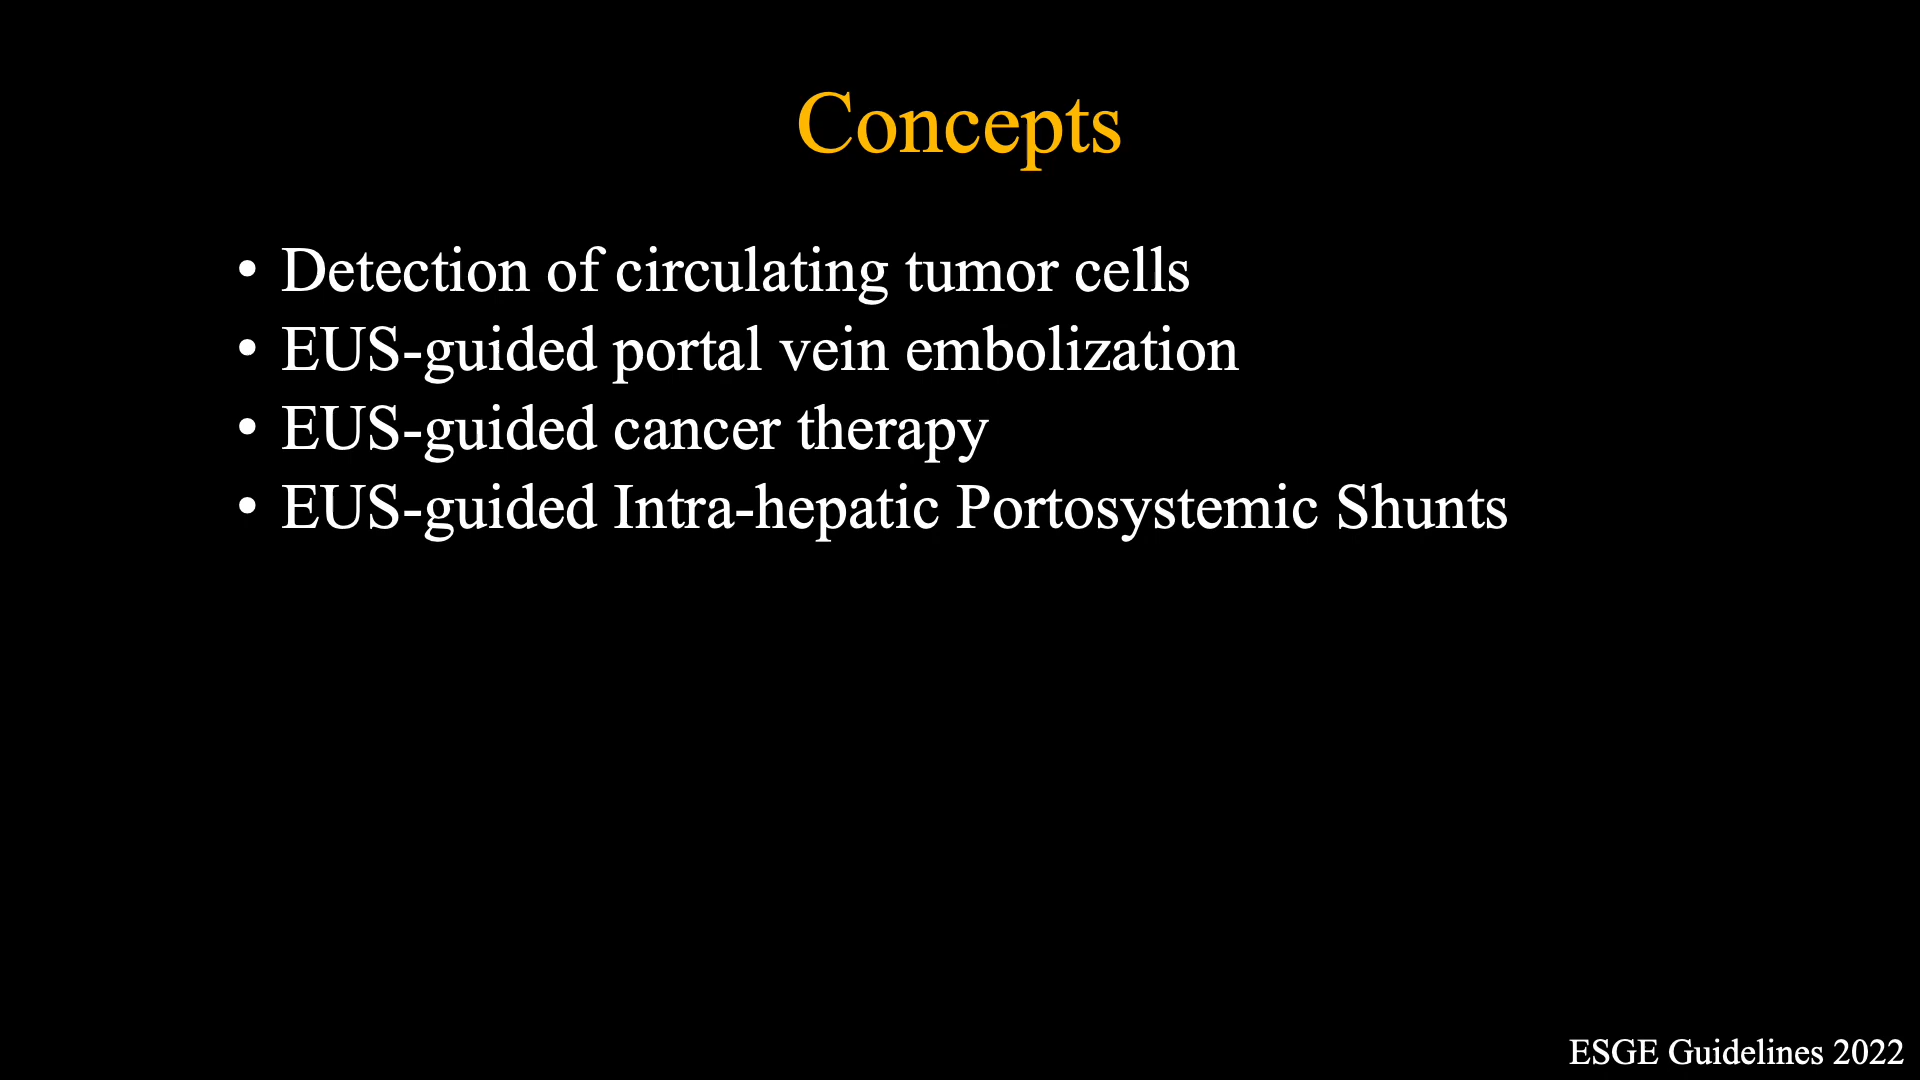 Concepts
• Detection of circulating tumor cells
• EUS-guided portal vein embolization
• EUS-guided cancer therapy
• EUS-guided Intra-hepatic Portosystemic Shunts
ESGE Guidelines 2022